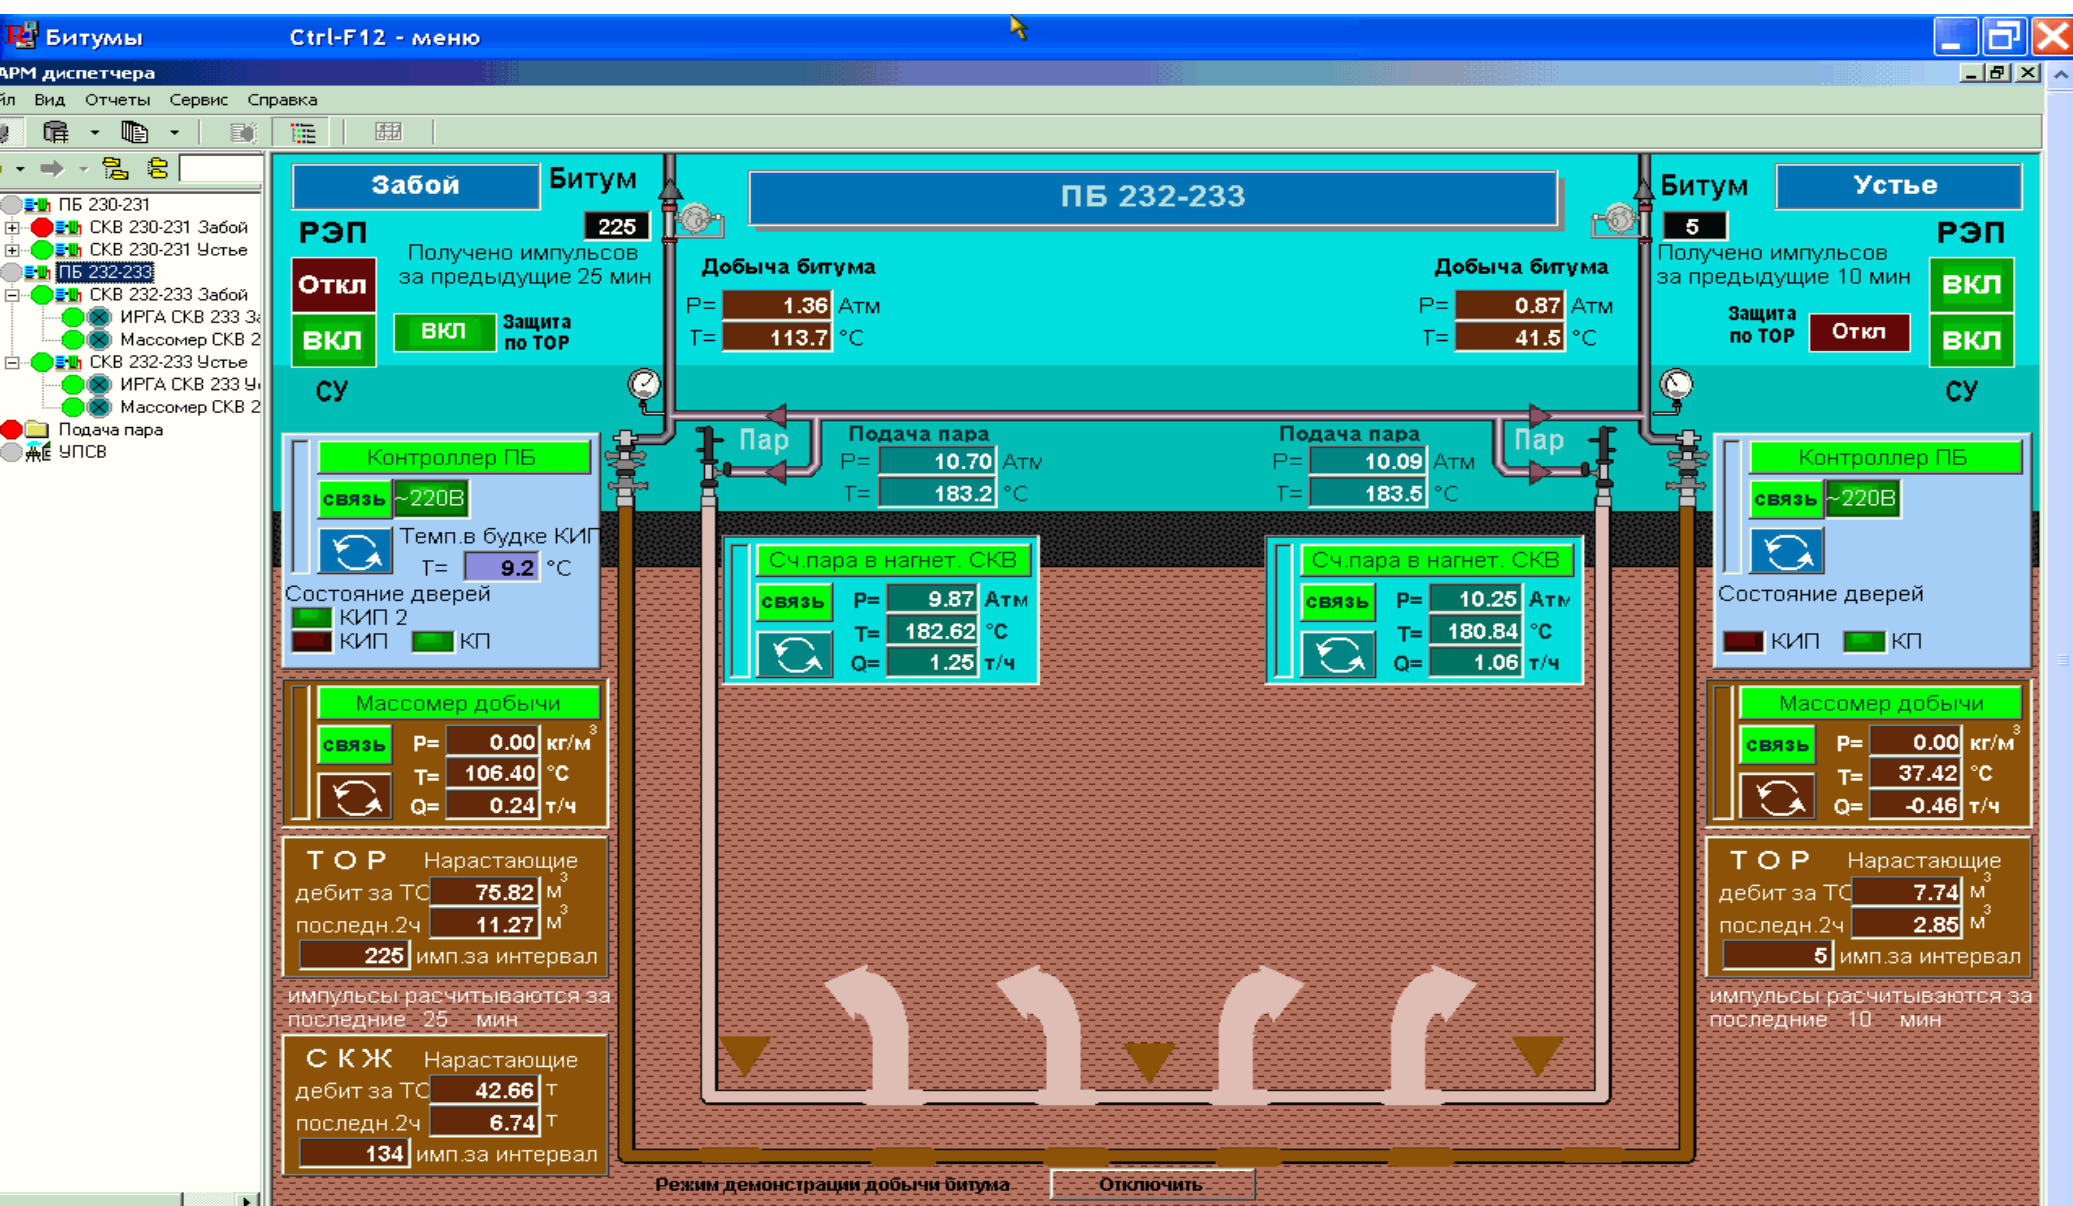 Битумы
Ctrl-F12 - меню
АРМ диспетчера
йл Вид Отчеты Сервис Справка
ПБ 230-231
СКВ 230-231 Забой
СКВ 230-231 Устье
ПБ 232-233
СКВ 232-233 Забой
ИРГА СКВ 233 За
Массомер СКВ 2
СКВ 232-233 Устье
ИРГА СКВ 233 У
Массомер СКВ 2
Подача пара
УПСВ
Забой
Битум
225
РЭП
Получено импульсов
за предыдущие 25 мин
Откл
ВКЛ
ВКЛ
Защита
по ТОР
СУ
ПБ 232-233
Добыча битума
P= 1.36 Атм
T= 113.7 °C
Добыча битума
P= 0.87 Атм
T= 41.5 °C
Битум
Устье
5
РЭП
Получено импульсов
за предыдущие 10 мин
ВКЛ
Защита
по ТОР
Откл
ВКЛ
СУ
Пар
Подача пара
P= 10.70 Атм
T= 183.2 °C
Подача пара
P= 10.09 Атм
T= 183.5 °C
Пар
Контроллер ПБ
связь ~220В
Темп.в будке КИП
T= 9.2 °C
Состояние дверей
КИП 2
КИП КП
Сч.пара в нагнет. СКВ
связь P= 9.87 Атм
T= 182.62 °C
Q= 1.25 т/ч
Сч.пара в нагнет. СКВ
связь P= 10.25 Атм
T= 180.84 °C
Q= 1.06 т/ч
Контроллер ПБ
связь ~220В
Состояние дверей
КИП КП
Массомер добычи
связь P= 0.00 кг/м3
T= 106.40 °C
Q= 0.24 т/ч
Массомер добычи
связь P= 0.00 кг/м3
T= 37.42 °C
Q= -0.46 т/ч
ТОР Нарастающие
дебит за ТС 75.82 м3
последн.2ч 11.27 м3
225 имп.за интервал
импульсы расчитываются за
последние 25 мин
ТОР Нарастающие
дебит за ТС 7.74 м3
последн.2ч 2.85 м3
5 имп.за интервал
импульсы расчитываются за
последние 10 мин
СКЖ Нарастающие
дебит за ТС 42.66 т
последн.2ч 6.74 т
134 имп.за интервал
Режим демонстрации добычи битума
Отключить